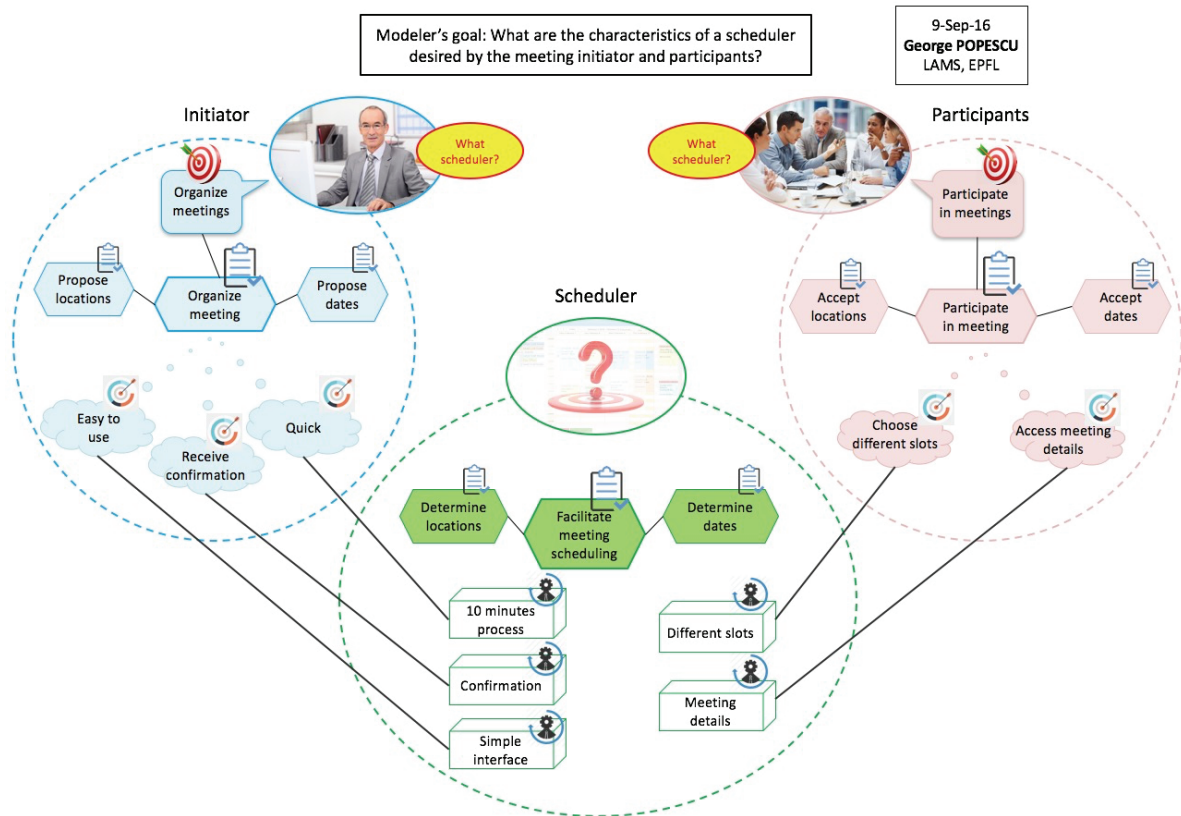 Modeler's goal: What are the characteristics of a scheduler
desired by the meeting initiator and participants?
9-Sep-16
George POPESCU
LAMS, EPFL
Initiator
What
scheduler?
Organize
meetings
Propose
locations
Organize
meeting
Propose
dates
Easy to
use
Receive
confirmation
Quick
What
scheduler?
Participants
Participate
in meetings
Accept
locations
Participate
in meeting
Accept
dates
Choose
different slots
Access meeting
details
Scheduler
Determine
locations
Facilitate
meeting
scheduling
Determine
dates
10 minutes
process
Confirmation
Simple
interface
Different slots
Meeting
details